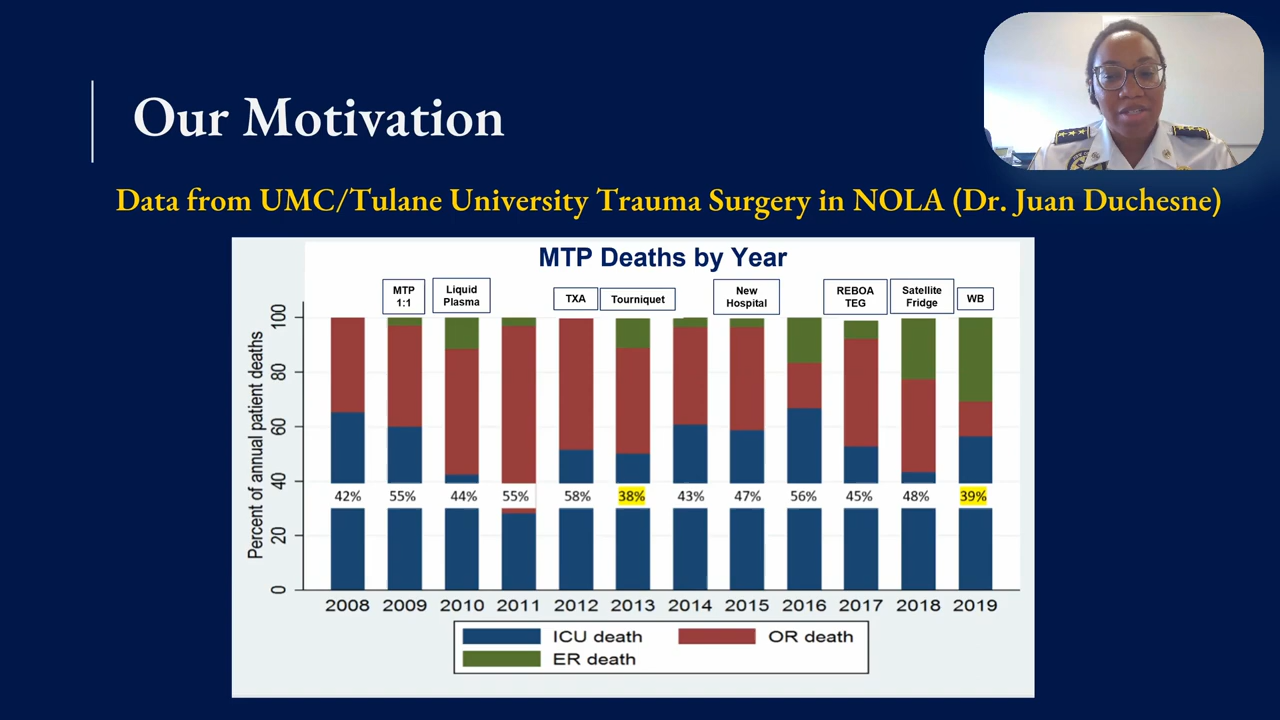 Our Motivation
Data from UMC/Tulane University Trauma Surgery in NOLA (Dr. Juan Duchesne)
MTP Deaths by Year
MTP 1:1
Liquid Plasma
TXA
Tourniquet
New Hospital
REBOA TEG
Satellite Fridge
WB
Percent of annual patient deaths
100
80
60
40
20
0
42% 55% 44% 55% 58% 38% 43% 47% 56% 45% 48% 39%
2008 2009 2010 2011 2012 2013 2014 2015 2016 2017 2018 2019
ICU death OR death
ER death